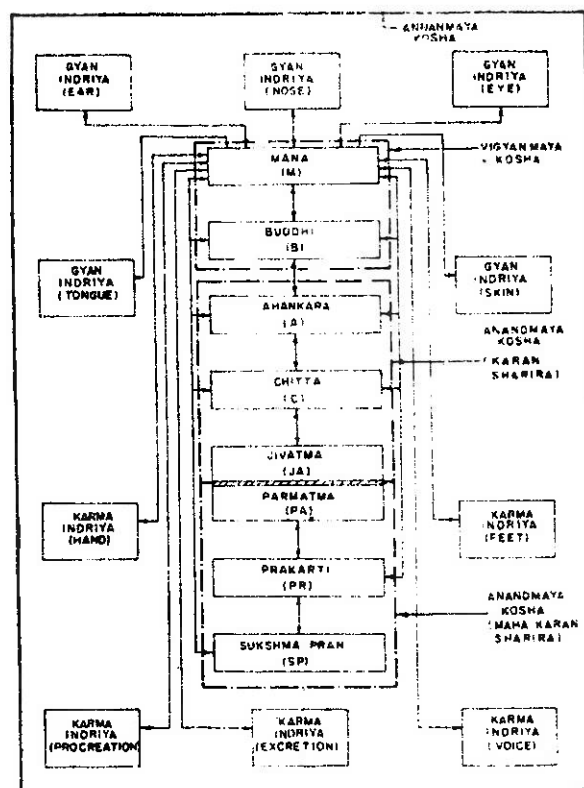 ANNANMAYA
KOSHA
GYAN
INDRIYA
(EAR)
GYAN
INDRIYA
(NOSE)
GYAN
INDRIYA
(EYE)
MANA
(M)
VIGYANMAYA
KOSHA
BUDDHI
(B)
GYAN
INDRIYA
(TONGUE)
GYAN
INDRIYA
(SKIN)
AHANKARA
(A)
ANANDMAYA
KOSHA
(KARAN
SHARIRA)
CHITTA
(C)
JIVATMA
(JA)
PARMATMA
(PA)
KARMA
INDRIYA
(HAND)
KARMA
INDRIYA
(FEET)
PRAKARTI
(PR)
ANANDMAYA
KOSHA
(MAHA KARAN
SHARIRA)
SUKSHMA PRAN
(SP)
KARMA
INDRIYA
(PROCREATION)
KARMA
INDRIYA
(EXCRETION)
KARMA
INDRIYA
(VOICE)